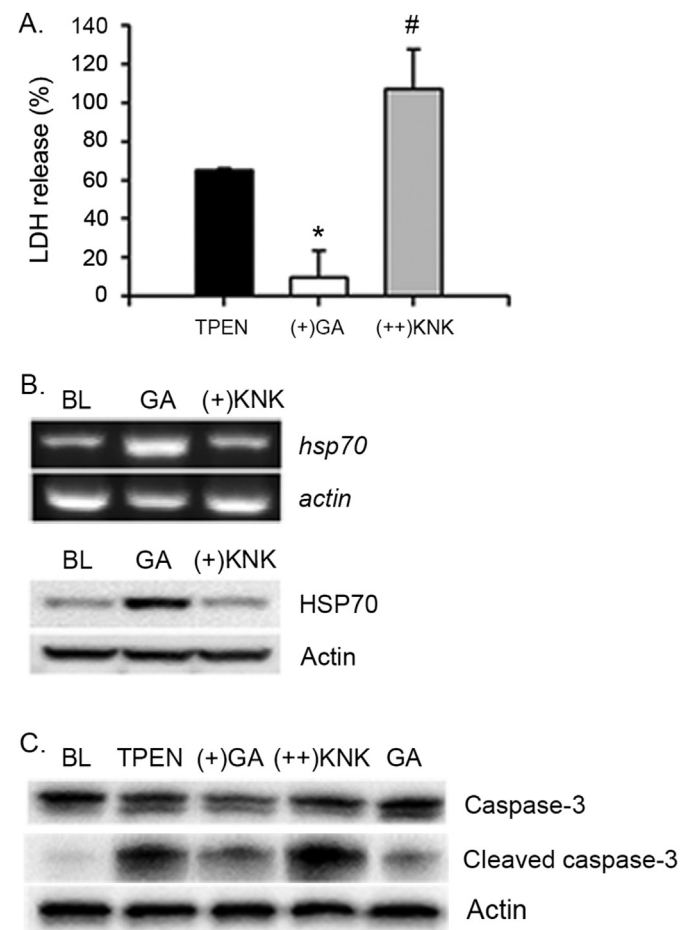 A.
LDH release (%)
140
120
100
80
60
40
20
0
#
*
TPEN (+)GA (++)KNK
B.
BL GA (+)KNK
hsp70
actin
BL GA (+)KNK
HSP70
Actin
C.
BL TPEN (+)GA (++)KNK GA
Caspase-3
Cleaved caspase-3
Actin